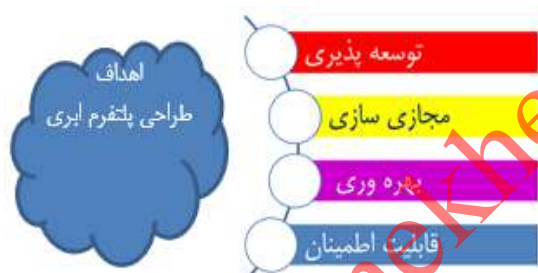 اهداف
طراحی پلتفرم ابری
توسعه پذیری
مجازی سازی
بهره وری
قابلیت اطمینان